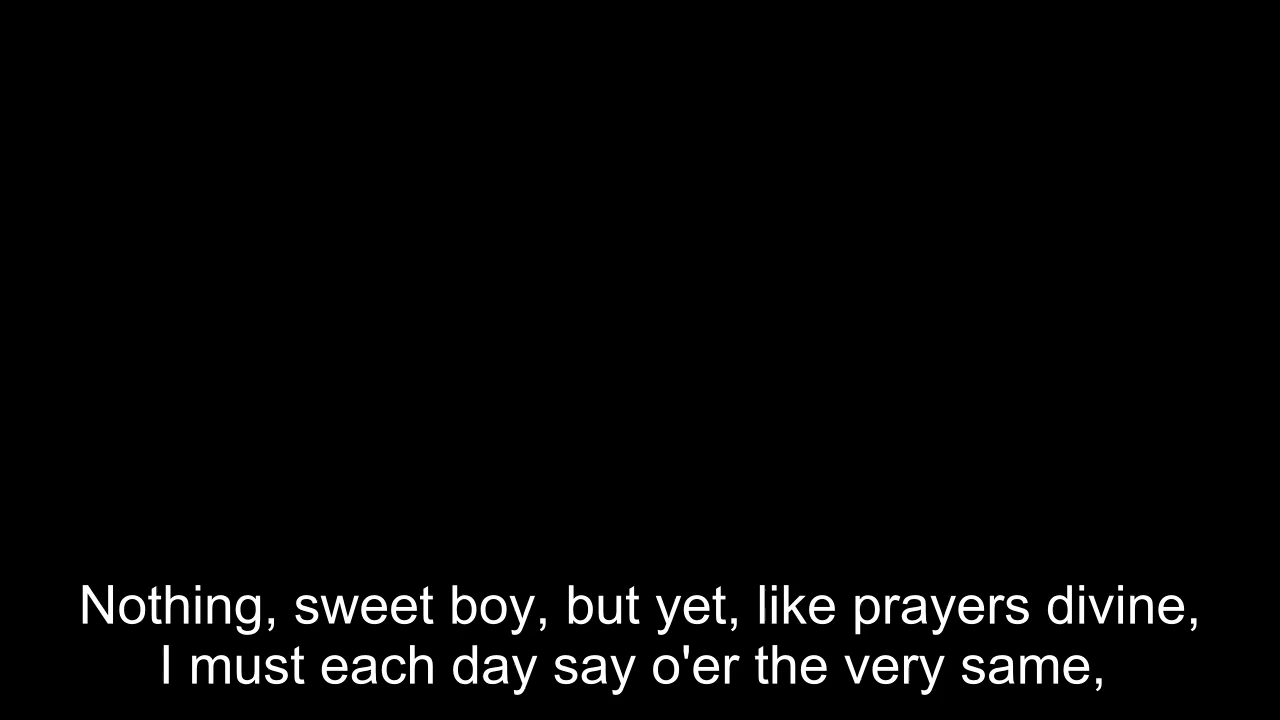 Nothing, sweet boy, but yet, like prayers divine,
I must each day say o'er the very same,